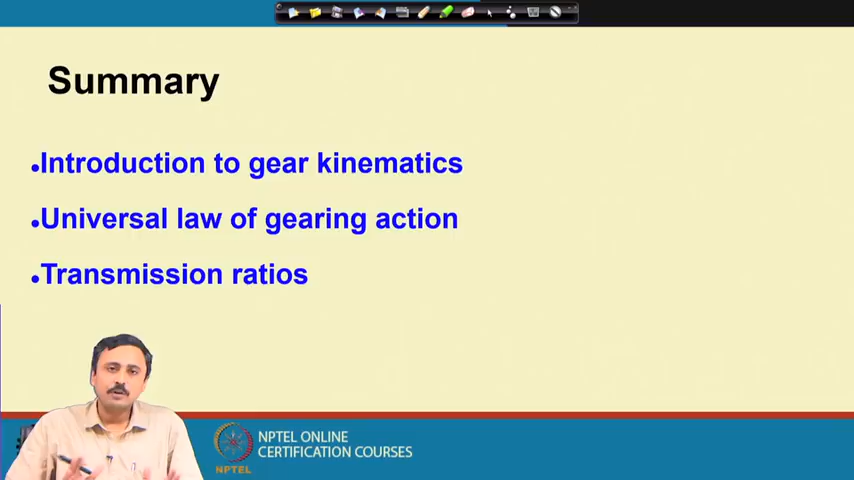 Summary
Introduction to gear kinematics
Universal law of gearing action
Transmission ratios
NPTEL ONLINE
CERTIFICATION COURSES
NPTEL